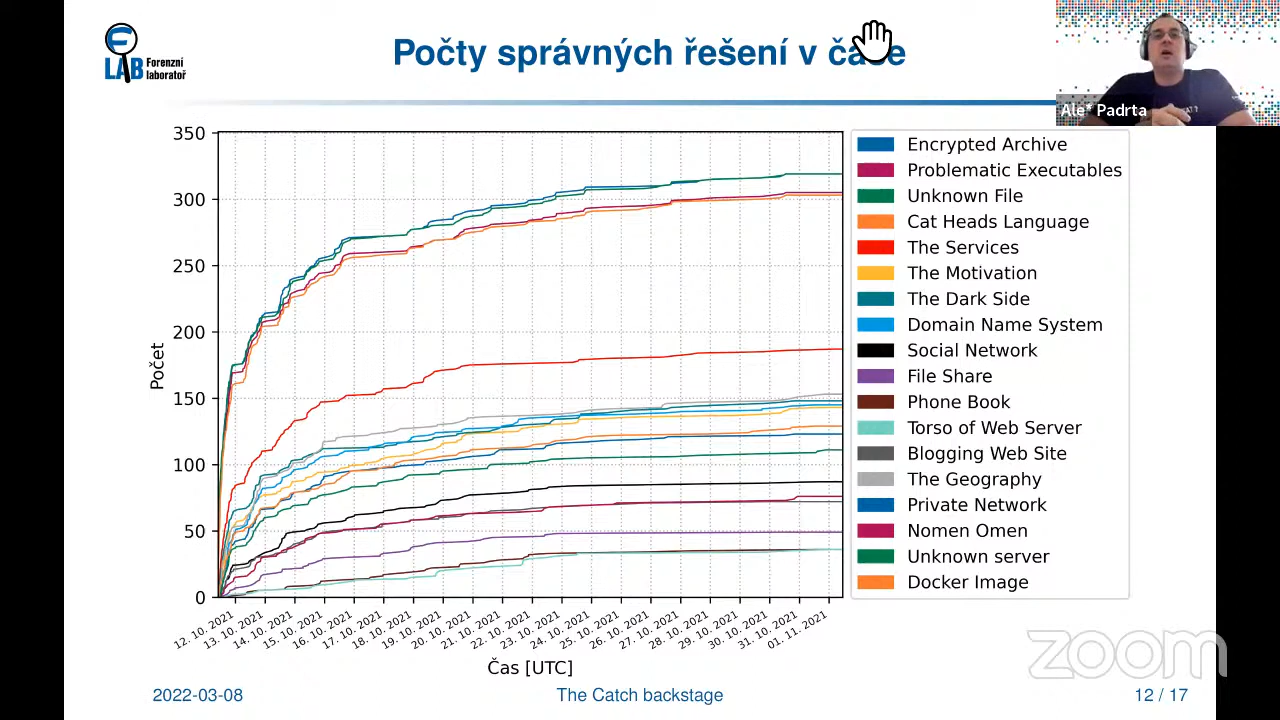 Forenzní
LAB laboratoř
Počty správných řešení v čase
Ale* Padrta
350
300
250
200
150
100
50
0
Počet
Encrypted Archive
Problematic Executables
Unknown File
Cat Heads Language
The Services
The Motivation
The Dark Side
Domain Name System
Social Network
File Share
Phone Book
Torso of Web Server
Blogging Web Site
The Geography
Private Network
Nomen Omen
Unknown server
Docker Image
12. 10. 2021
13. 10. 2021
14. 10. 2021
15. 10. 2021
16. 10. 2021
17. 10. 2021
18. 10. 2021
19. 10. 2021
20. 10. 2021
21. 10. 2021
22. 10. 2021
23. 10. 2021
24. 10. 2021
25. 10. 2021
26. 10. 2021
27. 10. 2021
28. 10. 2021
29. 10. 2021
30. 10. 2021
31. 10. 2021
01. 11. 2021
Čas [UTC]
zoom
2022-03-08
The Catch backstage
12 / 17